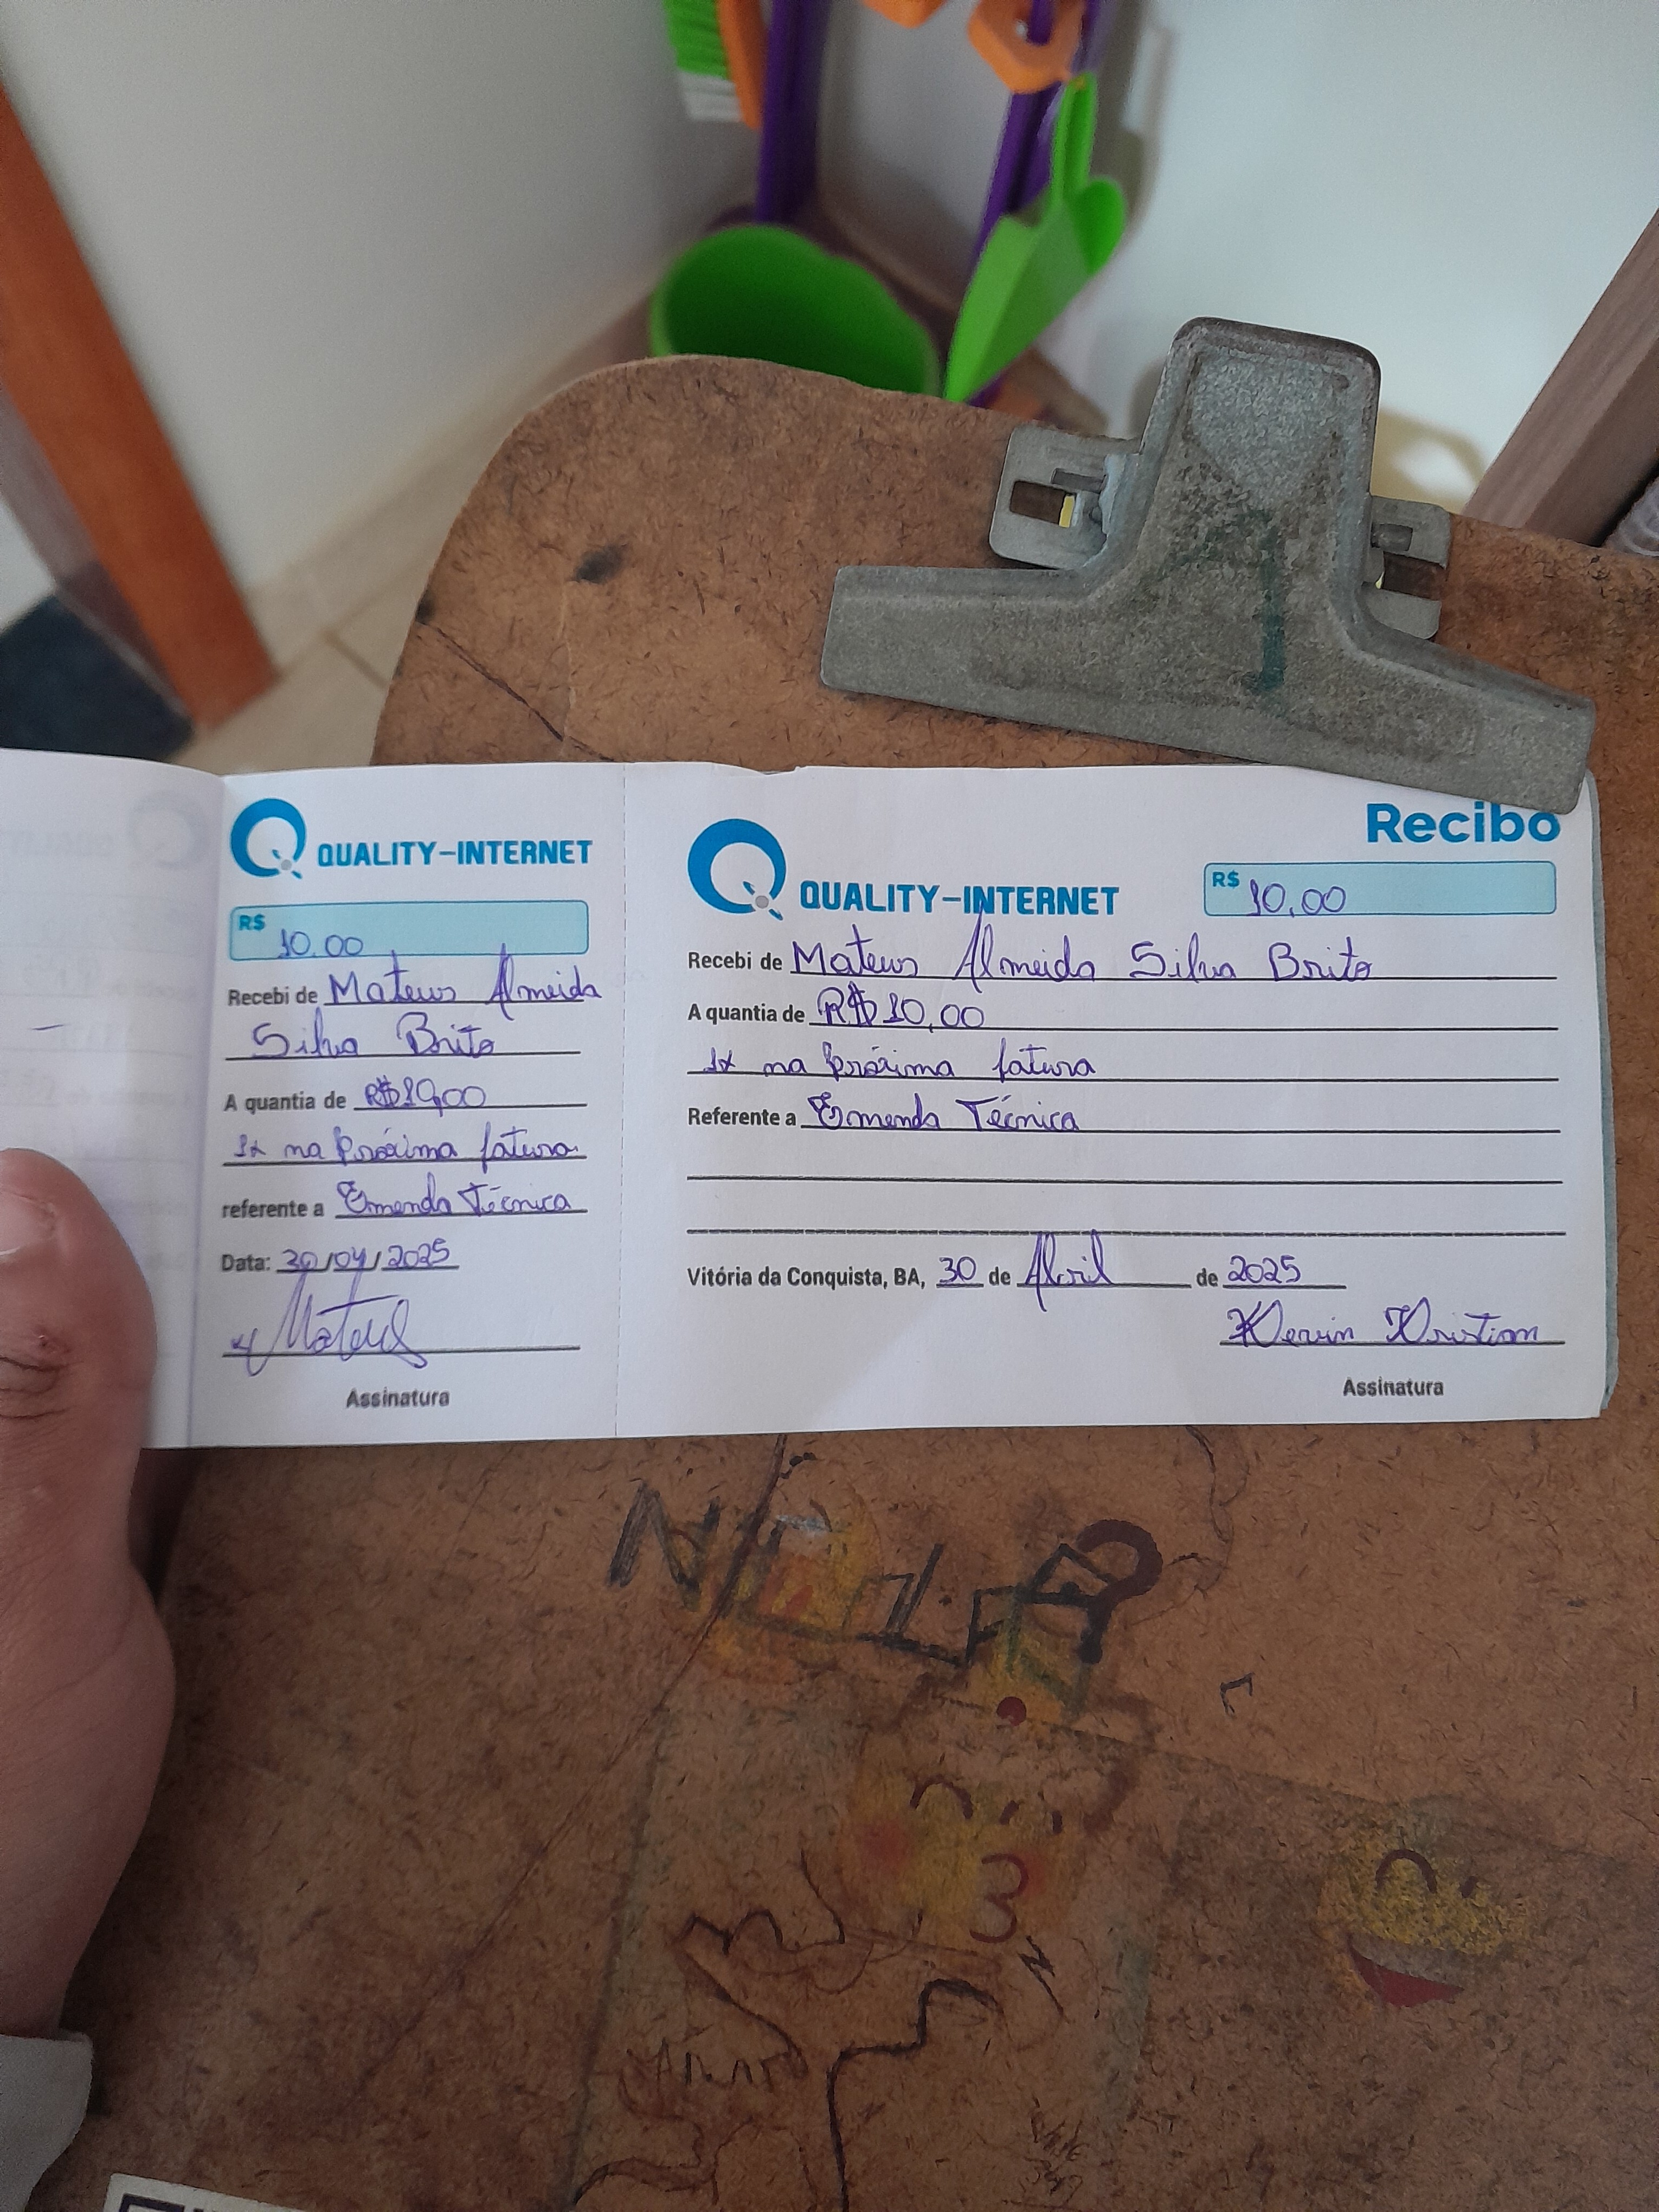 QUALITY-INTERNET
R$ 10,00
Recebi de Mateus Almeida
Silva Brito
A quantia de R$10,00
1x na Próxima fatura
referente a Emenda Técnica
Data: 30/04/2025
Mateus
Assinatura
Recibo
QUALITY-INTERNET
R$ 10,00
Recebi de Mateus Almeida Silva Brito
A quantia de R$10,00
1x na Próxima fatura
Referente a Emenda Técnica
Vitória da Conquista, BA, 30 de Abril de 2025
Kevin Kristian
Assinatura